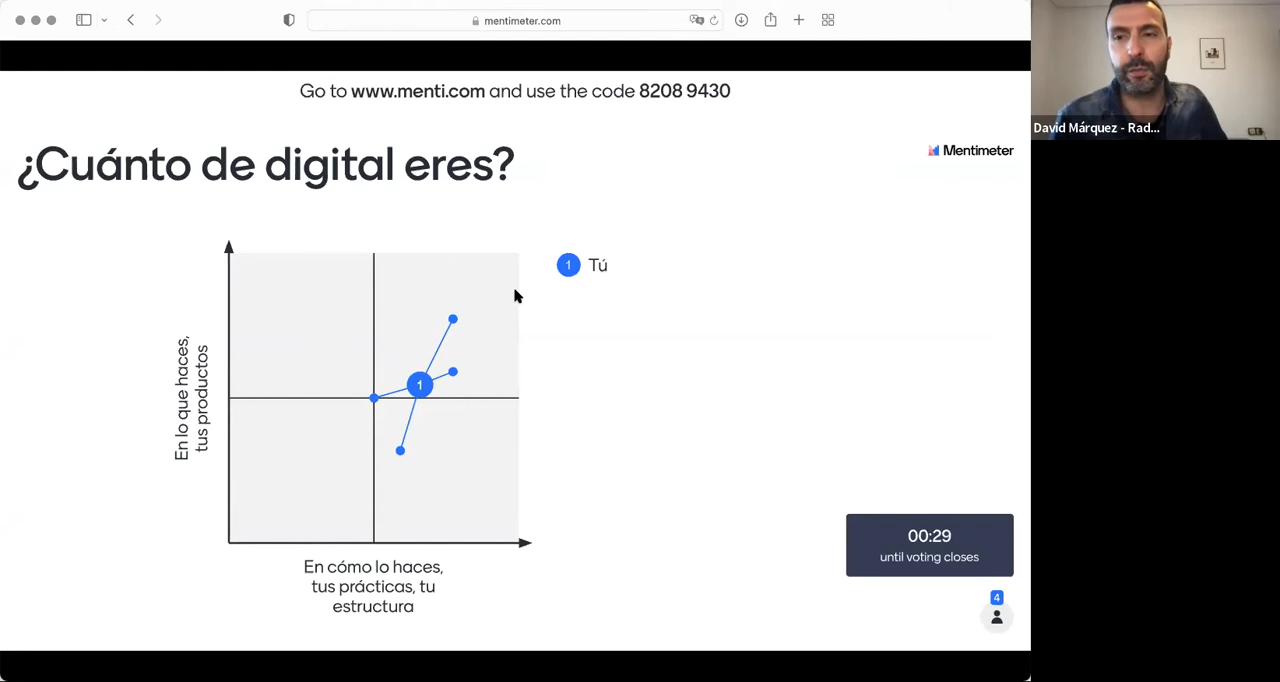 mentimeter.com
Go to www.menti.com and use the code 8208 9430
¿Cuánto de digital eres?
Mentimeter
1 Tú
1
En lo que haces,
tus productos
En cómo lo haces,
tus prácticas, tu
estructura
00:29
until voting closes
4
David Márquez - Rad...